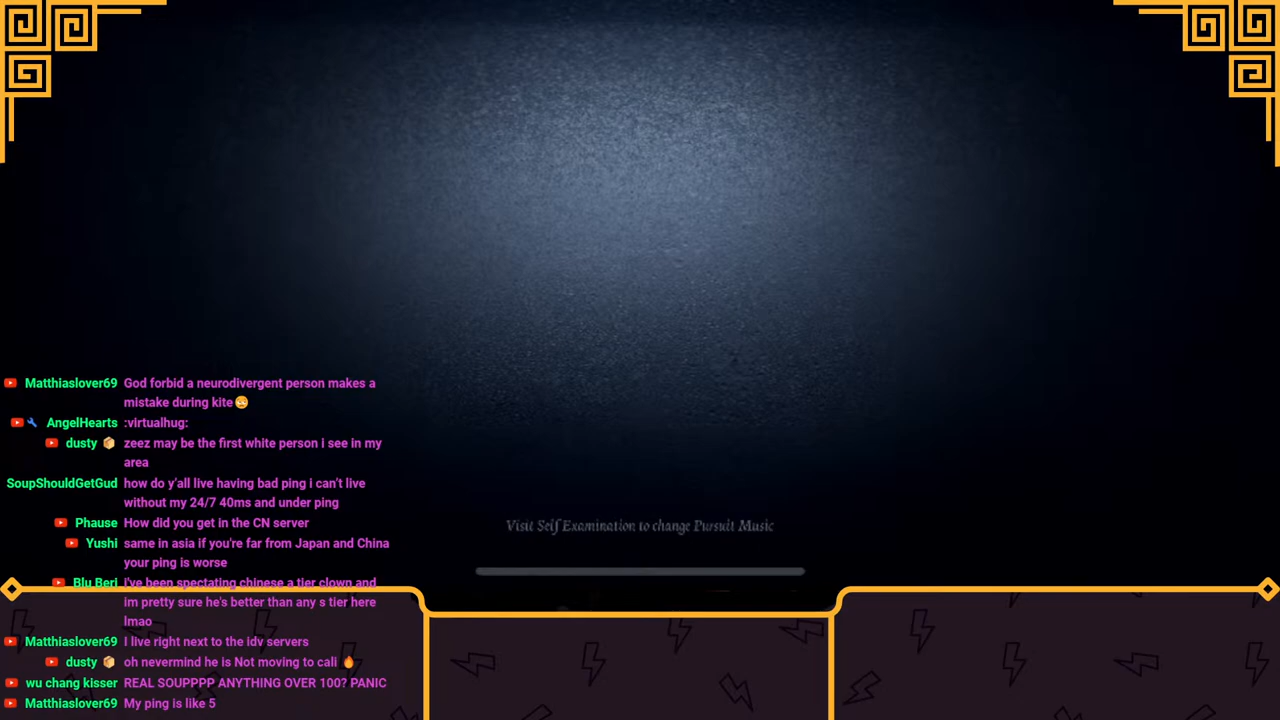 Matthiaslover69 God forbid a neurodivergent person makes a
mistake during kite
AngelHearts :virtualhug:
dusty zeez may be the first white person i see in my
area
SoupShouldGetGud how do y'all live having bad ping i can't live
without my 24/7 40ms and under ping
Phause How did you get in the CN server
Yushi same in asia if you're far from Japan and China
your ping is worse
Blu Beri i've been spectating chinese a tier clown and
im pretty sure he's better than any s tier here
lmao
Matthiaslover69 I live right next to the idv servers
dusty oh nevermind he is Not moving to cali 🔥
wu chang kisser REAL SOUPPPP ANYTHING OVER 100? PANIC
Matthiaslover69 My ping is like 5
Visit Self Examination to change Pursuit Music